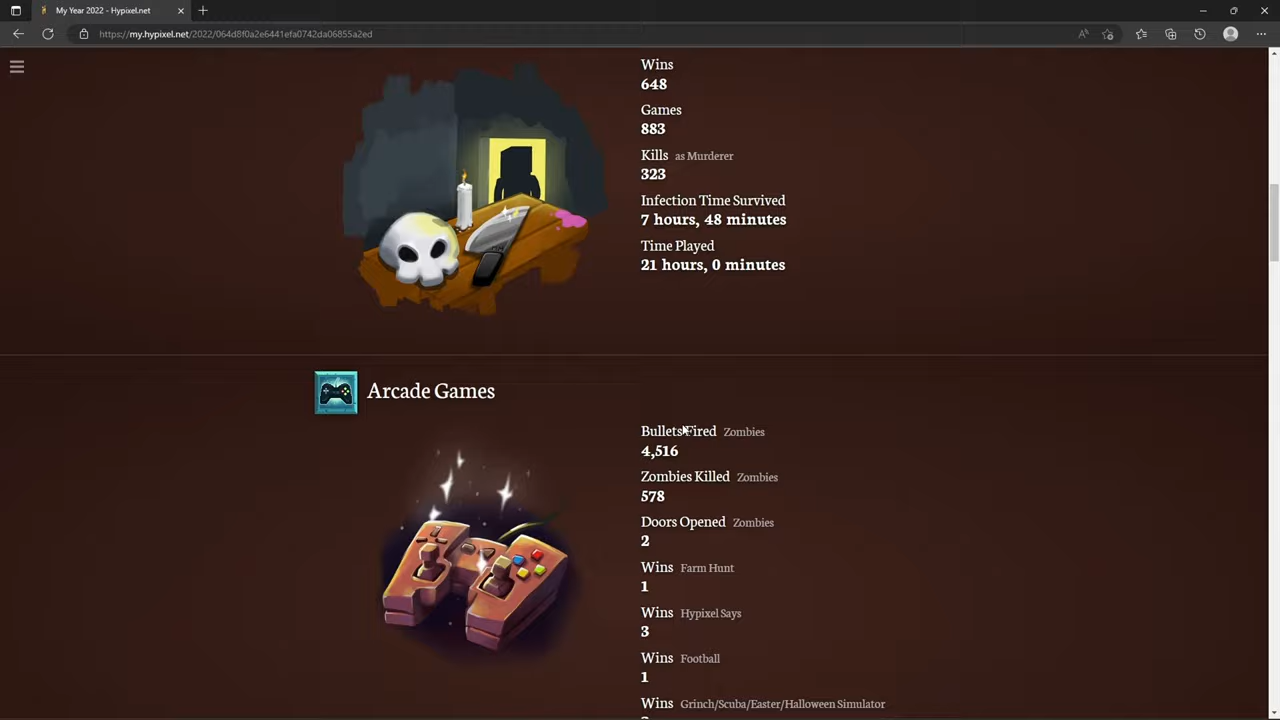 My Year 2022 - Hypixel.net
https://my.hypixel.net/2022/064d8f0a2e6441efa0742da06855a2ed
Wins
648
Games
883
Kills as Murderer
323
Infection Time Survived
7 hours, 48 minutes
Time Played
21 hours, 0 minutes
Arcade Games
Bullets Fired Zombies
4,516
Zombies Killed Zombies
578
Doors Opened Zombies
2
Wins Farm Hunt
1
Wins Hypixel Says
3
Wins Football
1
Wins Grinch/Scuba/Easter/Halloween Simulator